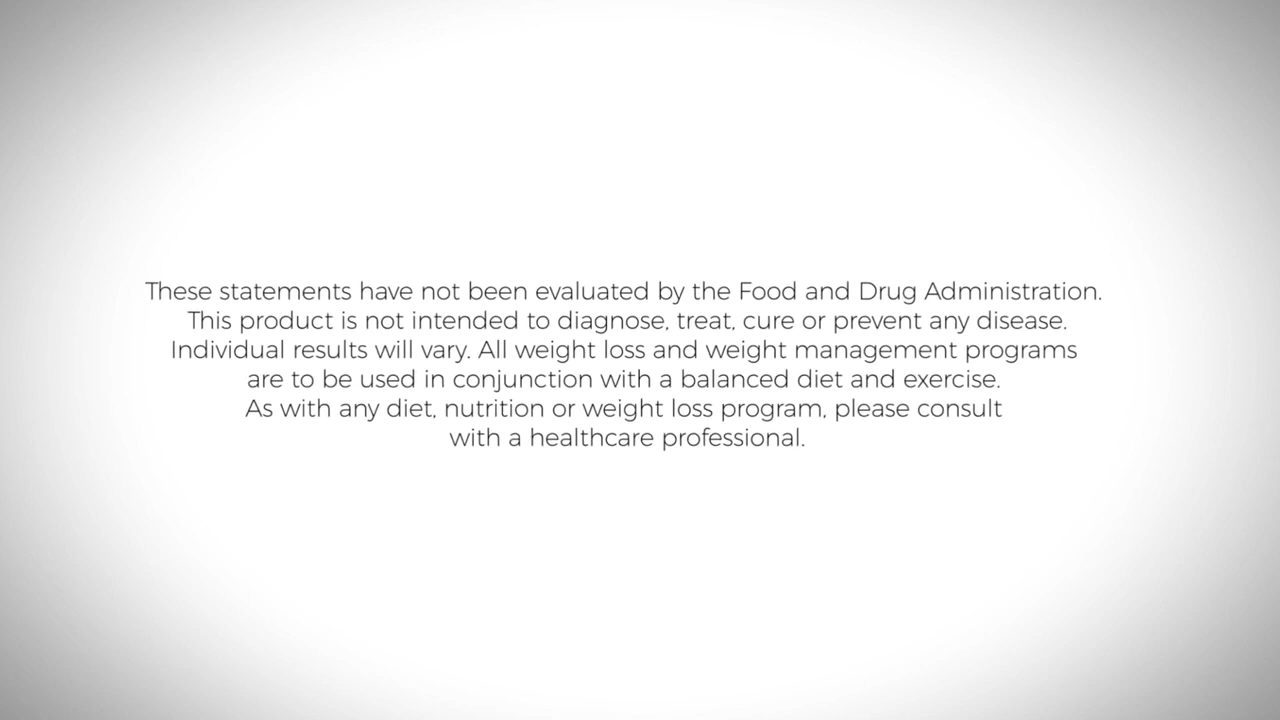 These statements have not been evaluated by the Food and Drug Administration.
This product is not intended to diagnose, treat, cure or prevent any disease.
Individual results will vary. All weight loss and weight management programs
are to be used in conjunction with a balanced diet and exercise.
As with any diet, nutrition or weight loss program, please consult
with a healthcare professional.